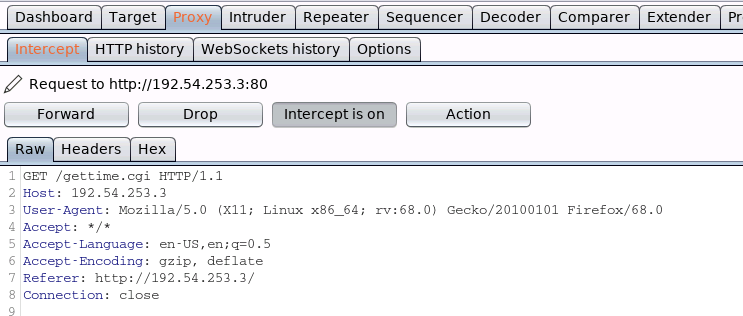 Dashboard Target Proxy Intruder Repeater Sequencer Decoder Comparer Extender Pr
Intercept HTTP history WebSockets history Options
Request to http://192.54.253.3:80
Forward Drop Intercept is on Action
Raw Headers Hex
1 GET /gettime.cgi HTTP/1.1
2 Host: 192.54.253.3
3 User-Agent: Mozilla/5.0 (X11; Linux x86_64; rv:68.0) Gecko/20100101 Firefox/68.0
4 Accept: */*
5 Accept-Language: en-US,en;q=0.5
6 Accept-Encoding: gzip, deflate
7 Referer: http://192.54.253.3/
8 Connection: close
9